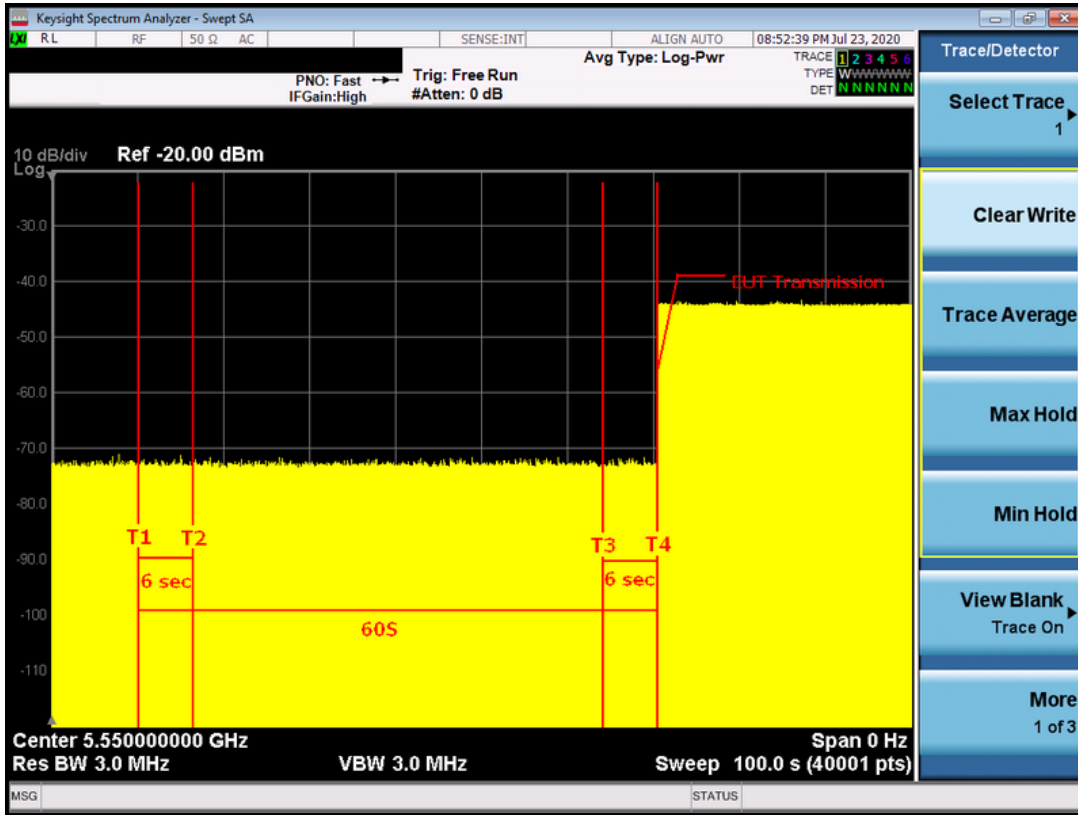 Keysight Spectrum Analyzer - Swept SA
LXI RL RF 50 Ω AC SENSE:INT ALIGN AUTO 08:52:39 PM Jul 23, 2020
PNO: Fast Trig: Free Run Avg Type: Log-Pwr TRACE 1 2 3 4 5 6
IFGain:High #Atten: 0 dB TYPE WWWWWW
DET N N N N N N
Trace/Detector
Select Trace
1
10 dB/div Ref -20.00 dBm
Log
Clear Write
-30.0
-40.0
EUT Transmission
Trace Average
-50.0
-60.0
Max Hold
-70.0
-80.0
Min Hold
T1 T2 T3 T4
-90.0
6 sec 6 sec
View Blank
Trace On
-100
60S
-110
More
1 of 3
Center 5.550000000 GHz Span 0 Hz
Res BW 3.0 MHz VBW 3.0 MHz Sweep 100.0 s (40001 pts)
MSG STATUS